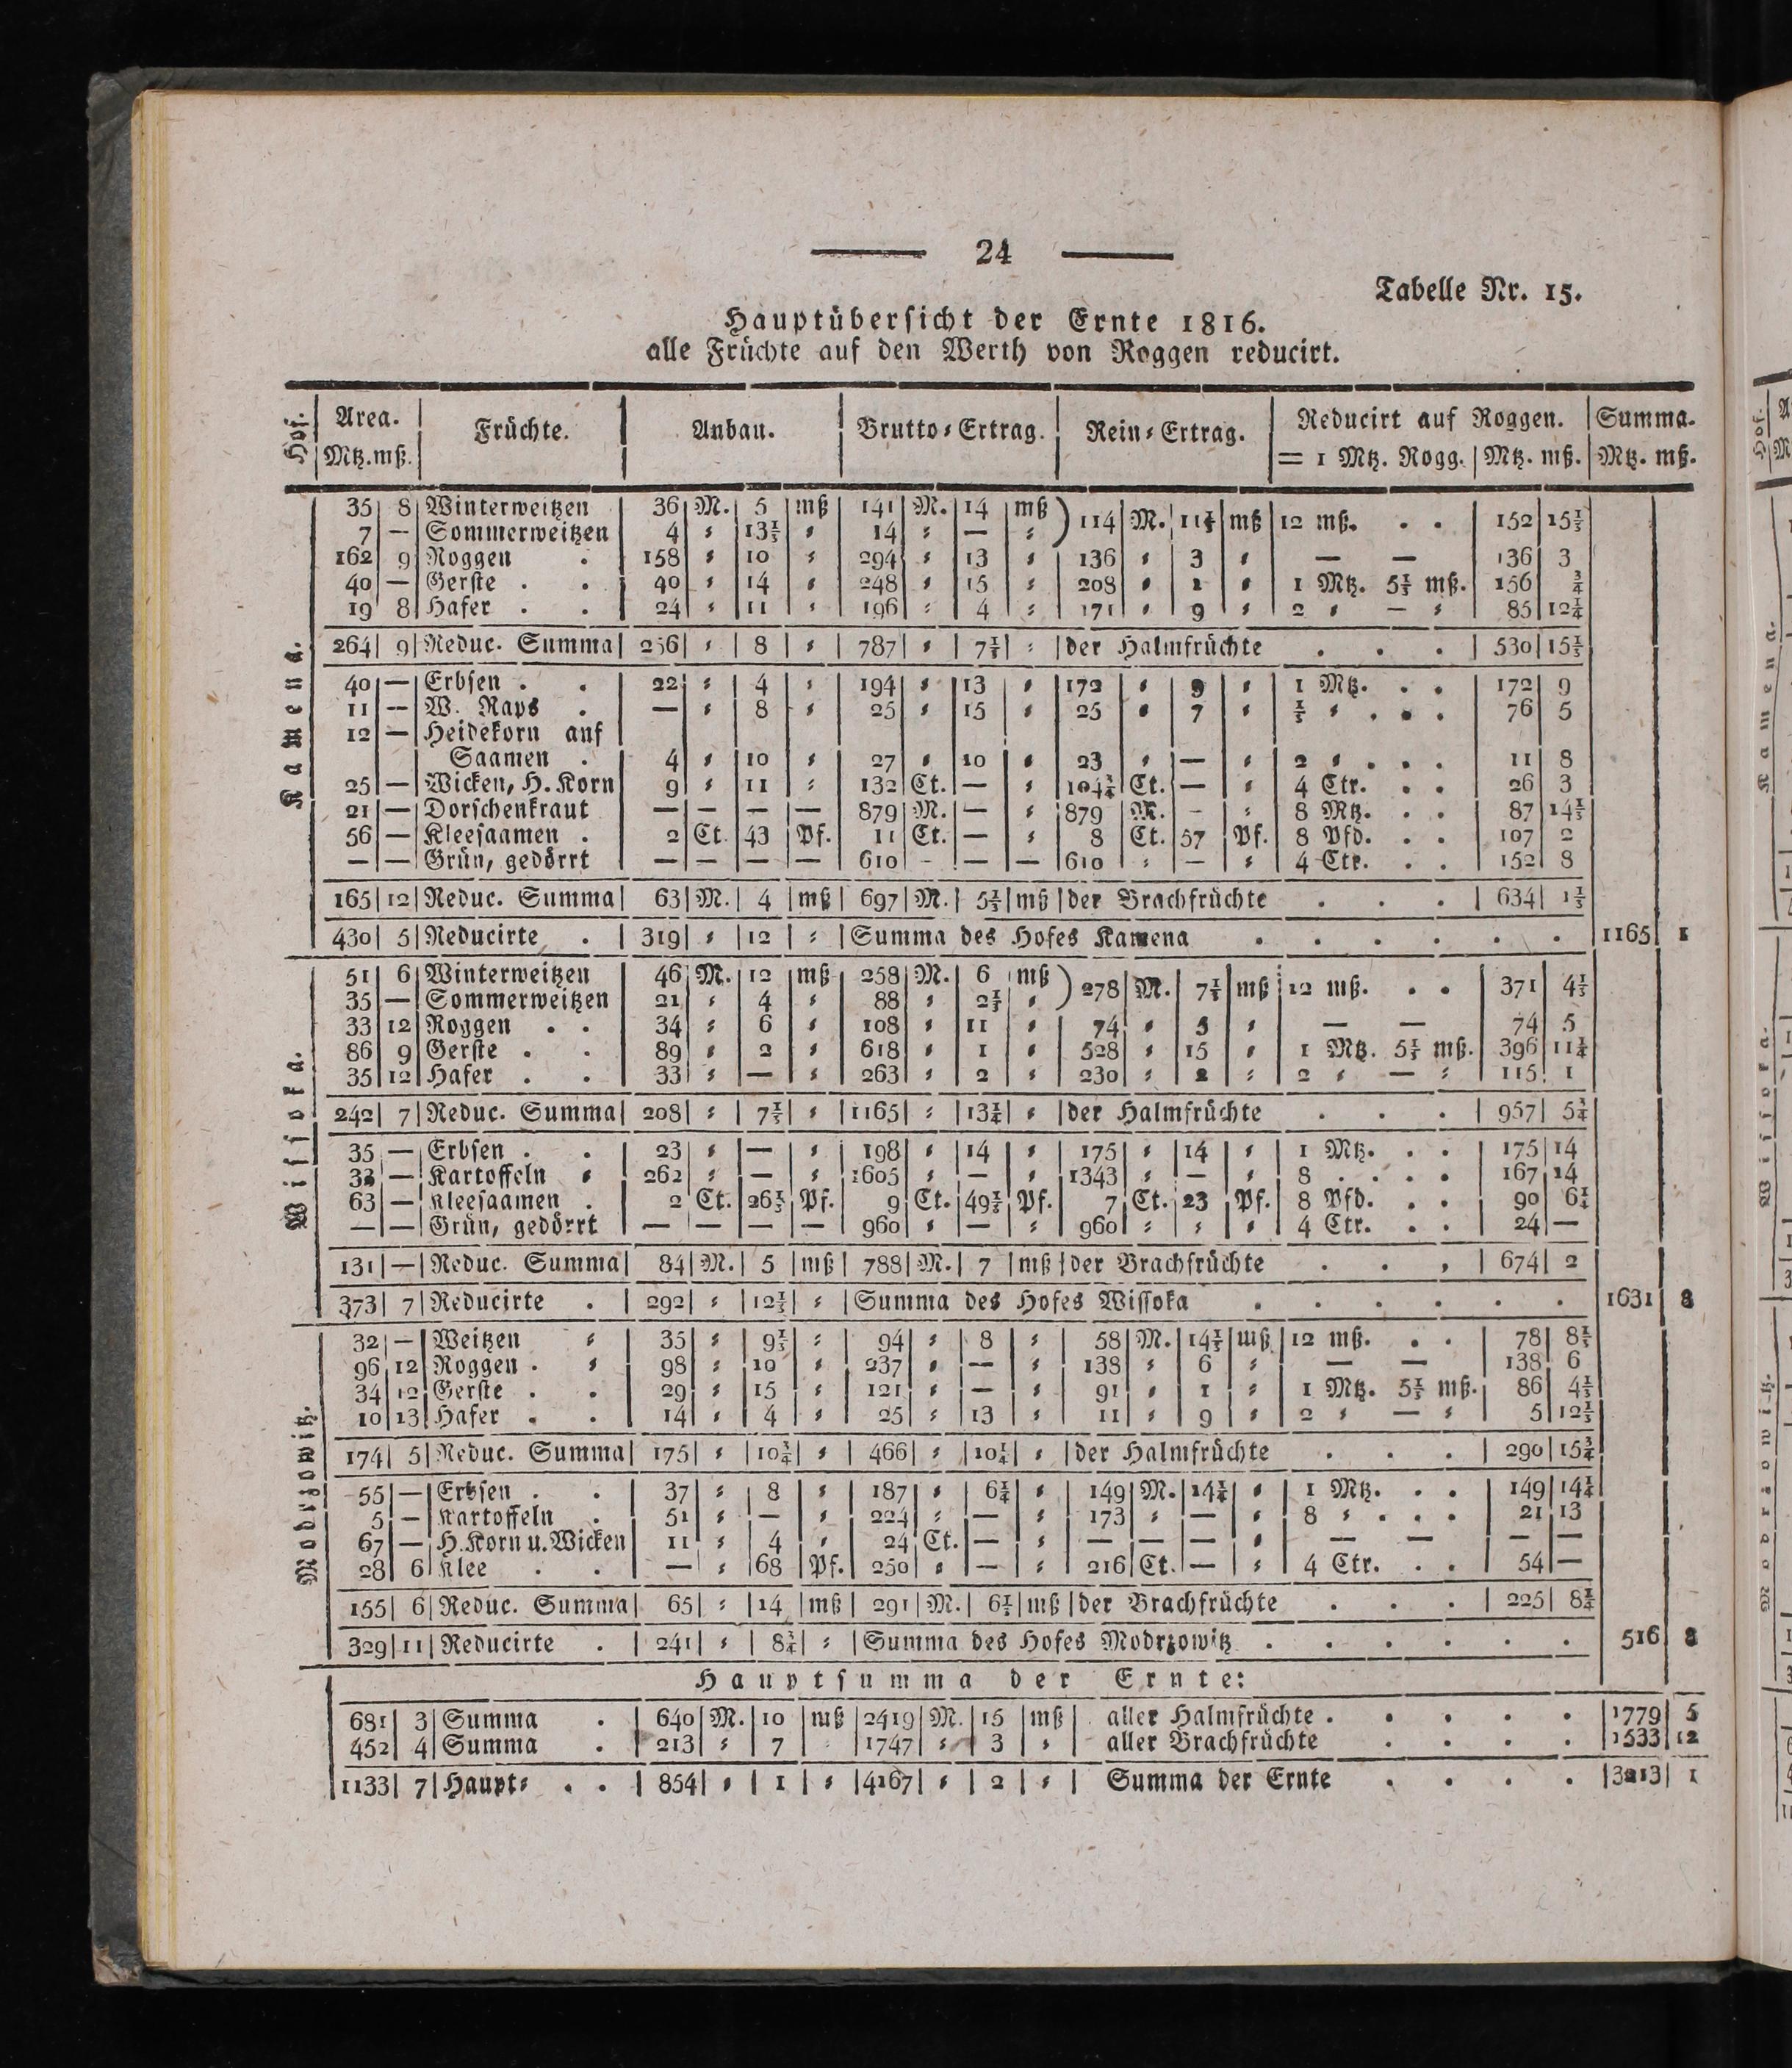 24
Tabelle Nr. 15.
Hauptübersicht der Ernte 1816.
alle Früchte auf den Werth von Roggen reducirt.
Hof. | Area. Mtz. mß. | Früchte. | Anbau. | Brutto⸗Ertrag. | Rein⸗Ertrag. | Reducirt auf Roggen. = 1 Mtz. Rogg. | Mtz. mß. | Summa. Mtz. mß.
Kamena.
35 | 8 | Winterweitzen | 36 | M. | 5 | mß | 141 | M. | 14 | mß ) 114 | M. | 11¼ | mß | 12 mß. . . | 152 | 15⅓
7 | — | Sommerweitzen | 4 | ⸗ | 13½ | ⸗ | 14 | ⸗ | — | ⸗ )
162 | 9 | Roggen . | 158 | ⸗ | 10 | ⸗ | 294 | ⸗ | 13 | ⸗ | 136 | ⸗ | 3 | ⸗ | — — | 136 | 3
40 | — | Gerste . . | 40 | ⸗ | 14 | ⸗ | 248 | ⸗ | 15 | ⸗ | 208 | ⸗ | 1 | ⸗ | 1 Mtz. 5⅓ mß. | 156 | ¾
19 | 8 | Hafer . . | 24 | ⸗ | 11 | ⸗ | 196 | ⸗ | 4 | ⸗ | 171 | ⸗ | 9 | ⸗ | 2 ⸗ — ⸗ | 85 | 12¼
264 | 9 | Reduc. Summa | 256 | ⸗ | 8 | ⸗ | 787 | ⸗ | 7½ | ⸗ | der Halmfrüchte . . . | 530 | 15½
40 | — | Erbsen . . | 22 | ⸗ | 4 | ⸗ | 194 | ⸗ | 13 | ⸗ | 172 | ⸗ | 9 | ⸗ | 1 Mtz. . . | 172 | 9
11 | — | W. Raps . | — | ⸗ | 8 | ⸗ | 25 | ⸗ | 15 | ⸗ | 25 | ⸗ | 7 | ⸗ | ⅓ ⸗ . . . | 76 | 5
12 | — | Heidekorn auf
Saamen . | 4 | ⸗ | 10 | ⸗ | 27 | ⸗ | 10 | ⸗ | 23 | ⸗ | — | ⸗ | 2 ⸗ . . . | 11 | 8
25 | — | Wicken, H. Korn | 9 | ⸗ | 11 | ⸗ | 132 | Ct. | — | ⸗ | 104¾ | Ct. | — | ⸗ | 4 Ctr. . . | 26 | 3
21 | — | Dorschenkraut | — | — | — | — | 879 | M. | — | ⸗ | 879 | M. | - | ⸗ | 8 Mtz. . . | 87 | 14½
56 | — | Kleesaamen . | 2 | Ct. | 43 | Pf. | 11 | Ct. | — | ⸗ | 8 | Ct. | 57 | Pf. | 8 Pfd. . . | 107 | 2
— | — | Grün, gedörrt | — | — | — | — | 610 | - | — | — | 610 | ⸗ | — | ⸗ | 4 Ctr. . . | 152 | 8
165 | 12 | Reduc. Summa | 63 | M. | 4 | mß | 697 | M. | 5½ | mß | der Brachfrüchte . . . | 634 | 1½
430 | 5 | Reducirte . | 319 | ⸗ | 12 | ⸗ | Summa des Hofes Kamena . . . . . . | 1165 | 1
Wissoka.
51 | 6 | Winterweitzen | 46 | M. | 12 | mß | 258 | M. | 6 | mß ) 278 | M. | 7½ | mß | 12 mß. . . | 371 | 4⅓
35 | — | Sommerweitzen | 21 | ⸗ | 4 | ⸗ | 88 | ⸗ | 2½ | ⸗ )
33 | 12 | Roggen . . | 34 | ⸗ | 6 | ⸗ | 108 | ⸗ | 11 | ⸗ | 74 | ⸗ | 5 | ⸗ | — — | 74 | 5
86 | 9 | Gerste . . | 89 | ⸗ | 2 | ⸗ | 618 | ⸗ | 1 | ⸗ | 528 | ⸗ | 15 | ⸗ | 1 Mtz. 5⅓ mß. | 396 | 11¼
35 | 12 | Hafer . . | 33 | ⸗ | — | ⸗ | 263 | ⸗ | 2 | ⸗ | 230 | ⸗ | 2 | ⸗ | 2 ⸗ — ⸗ | 115 | 1
242 | 7 | Reduc. Summa | 208 | ⸗ | 7½ | ⸗ | 1165 | ⸗ | 13¼ | ⸗ | der Halmfrüchte . . . | 957 | 5¾
35 | — | Erbsen . . | 23 | ⸗ | — | ⸗ | 198 | ⸗ | 14 | ⸗ | 175 | ⸗ | 14 | ⸗ | 1 Mtz. . . | 175 | 14
33 | — | Kartoffeln ⸗ | 262 | ⸗ | — | ⸗ | 1605 | ⸗ | — | ⸗ | 1343 | ⸗ | — | ⸗ | 8 . . . . | 167 | 14
63 | — | Kleesaamen . | 2 | Ct. | 26½ | Pf. | 9 | Ct. | 49½ | Pf. | 7 | Ct. | 23 | Pf. | 8 Pfd. . . | 90 | 6¼
— | — | Grün, gedörrt | — | — | — | — | 960 | ⸗ | — | ⸗ | 960 | ⸗ | ⸗ | ⸗ | 4 Ctr. . . | 24 | —
131 | — | Reduc. Summa | 84 | M. | 5 | mß | 788 | M. | 7 | mß | der Brachfrüchte . . , | 674 | 2
373 | 7 | Reducirte . | 292 | ⸗ | 12½ | ⸗ | Summa des Hofes Wissoka . . . . . . | 1631 | 8
Modrzowitz.
32 | — | Weitzen ⸗ | 35 | ⸗ | 9½ | ⸗ | 94 | ⸗ | 8 | ⸗ | 58 | M. | 14½ | mß | 12 mß. . . | 78 | 8½
96 | 12 | Roggen . ⸗ | 98 | ⸗ | 10 | ⸗ | 237 | ⸗ | — | ⸗ | 138 | ⸗ | 6 | ⸗ | — — | 138 | 6
34 | 12 | Gerste . . | 29 | ⸗ | 15 | ⸗ | 121 | ⸗ | — | ⸗ | 91 | ⸗ | 1 | ⸗ | 1 Mtz. 5⅓ mß. | 86 | 4⅓
10 | 13 | Hafer . . | 14 | ⸗ | 4 | ⸗ | 25 | ⸗ | 13 | ⸗ | 11 | ⸗ | 9 | ⸗ | 2 ⸗ — ⸗ | 5 | 12½
174 | 5 | Reduc. Summa | 175 | ⸗ | 10¾ | ⸗ | 466 | ⸗ | 10¼ | ⸗ | der Halmfrüchte . . . | 290 | 15¾
55 | — | Erbsen . . | 37 | ⸗ | 8 | ⸗ | 187 | ⸗ | 6¼ | ⸗ | 149 | M. | 14¼ | ⸗ | 1 Mtz. . . | 149 | 14¼
5 | — | Kartoffeln . | 51 | ⸗ | — | ⸗ | 224 | ⸗ | — | ⸗ | 173 | ⸗ | — | ⸗ | 8 ⸗ . . . | 21 | 13
67 | — | H. Korn u. Wicken | 11 | ⸗ | 4 | ⸗ | 24 | Ct. | — | ⸗ | — | — | — | ⸗ | — — | — | —
28 | 6 | Klee . . | — | ⸗ | 68 | Pf. | 250 | ⸗ | — | ⸗ | 216 | Ct. | — | ⸗ | 4 Ctr. . . | 54 | —
155 | 6 | Reduc. Summa | 65 | ⸗ | 14 | mß | 291 | M. | 6½ | mß | der Brachfrüchte . . . | 225 | 8¼
329 | 11 | Reducirte . | 241 | ⸗ | 8¾ | ⸗ | Summa des Hofes Modrzowitz . . . . . . | 516 | 8
Hauptsumma der Ernte:
681 | 3 | Summa . | 640 | M. | 10 | mß | 2419 | M. | 15 | mß | aller Halmfrüchte . . . . . | 1779 | 5
452 | 4 | Summa . | 213 | ⸗ | 7 | ⸗ | 1747 | ⸗ | 3 | ⸗ | aller Brachfrüchte . . . . | 1533 | 12
1133 | 7 | Haupt⸗ . . | 854 | ⸗ | 1 | ⸗ | 4167 | ⸗ | 2 | ⸗ | Summa der Ernte . . . . | 3213 | 1